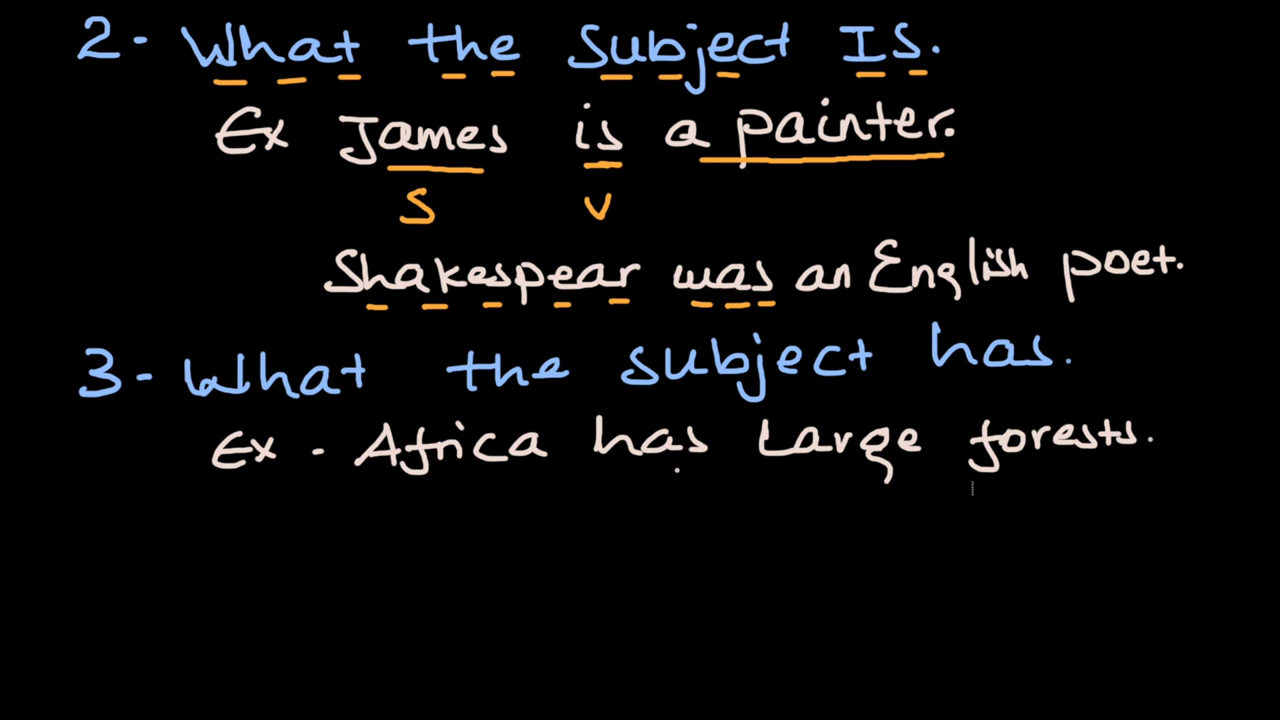 2- What the Subject Is.
Ex James is a painter.
S V
Shakespear was an English poet.
3- What the subject has.
Ex - Africa has Large forests.